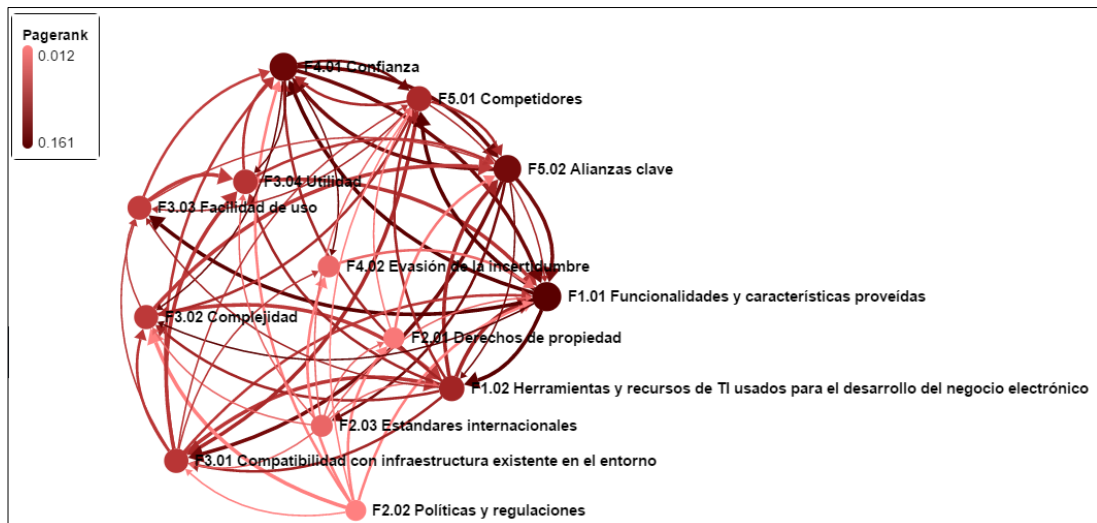 Pagerank
0.012
0.161
F4.01 Confianza
F5.01 Competidores
F5.02 Alianzas clave
F3.04 Utilidad
F3.03 Facilidad de uso
F4.02 Evasión de la incertidumbre
F1.01 Funcionalidades y características proveídas
F3.02 Complejidad
F2.01 Derechos de propiedad
F1.02 Herramientas y recursos de TI usados para el desarrollo del negocio electrónico
F2.03 Estándares internacionales
F3.01 Compatibilidad con infraestructura existente en el entorno
F2.02 Políticas y regulaciones